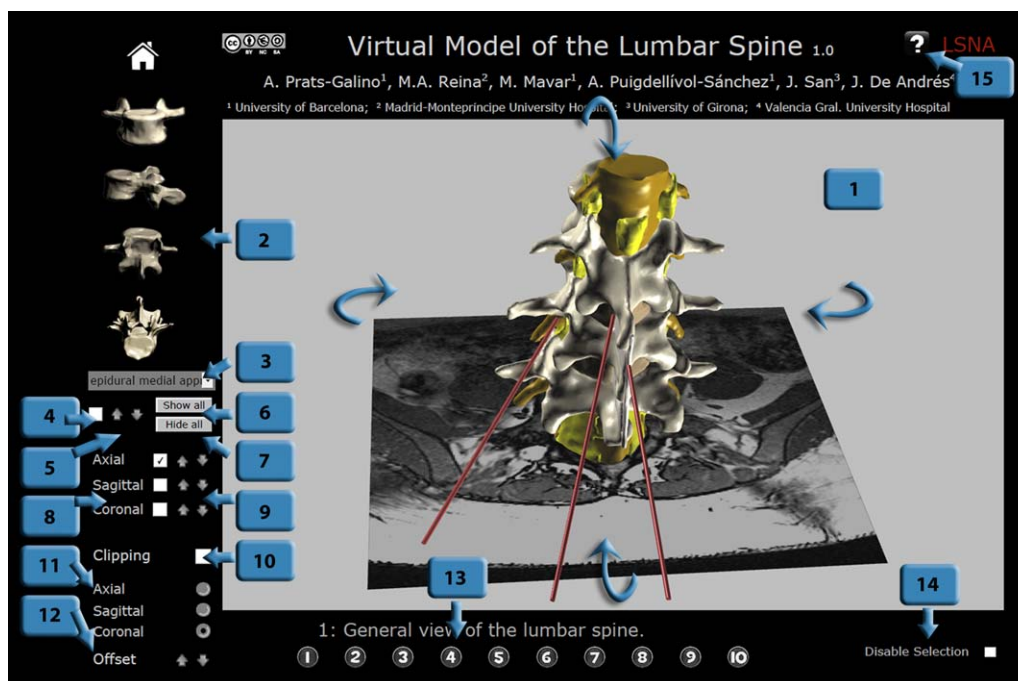 BY NC SA
Virtual Model of the Lumbar Spine 1.0
?
LSNA
15
A. Prats-Galino¹, M.A. Reina², M. Mavar¹, A. Puigdellívol-Sánchez¹, J. San³, J. De Andrés⁴
¹ University of Barcelona; ² Madrid-Montepríncipe University Hospital; ³ University of Girona; ⁴ Valencia Gral. University Hospital
1
2
3
epidural medial appr
4
Show all
6
Hide all
5
7
Axial
Sagittal
8
Coronal
9
Clipping
10
11
Axial
12
Sagittal
Coronal
Offset
13
14
1: General view of the lumbar spine.
1 2 3 4 5 6 7 8 9 10
Disable Selection